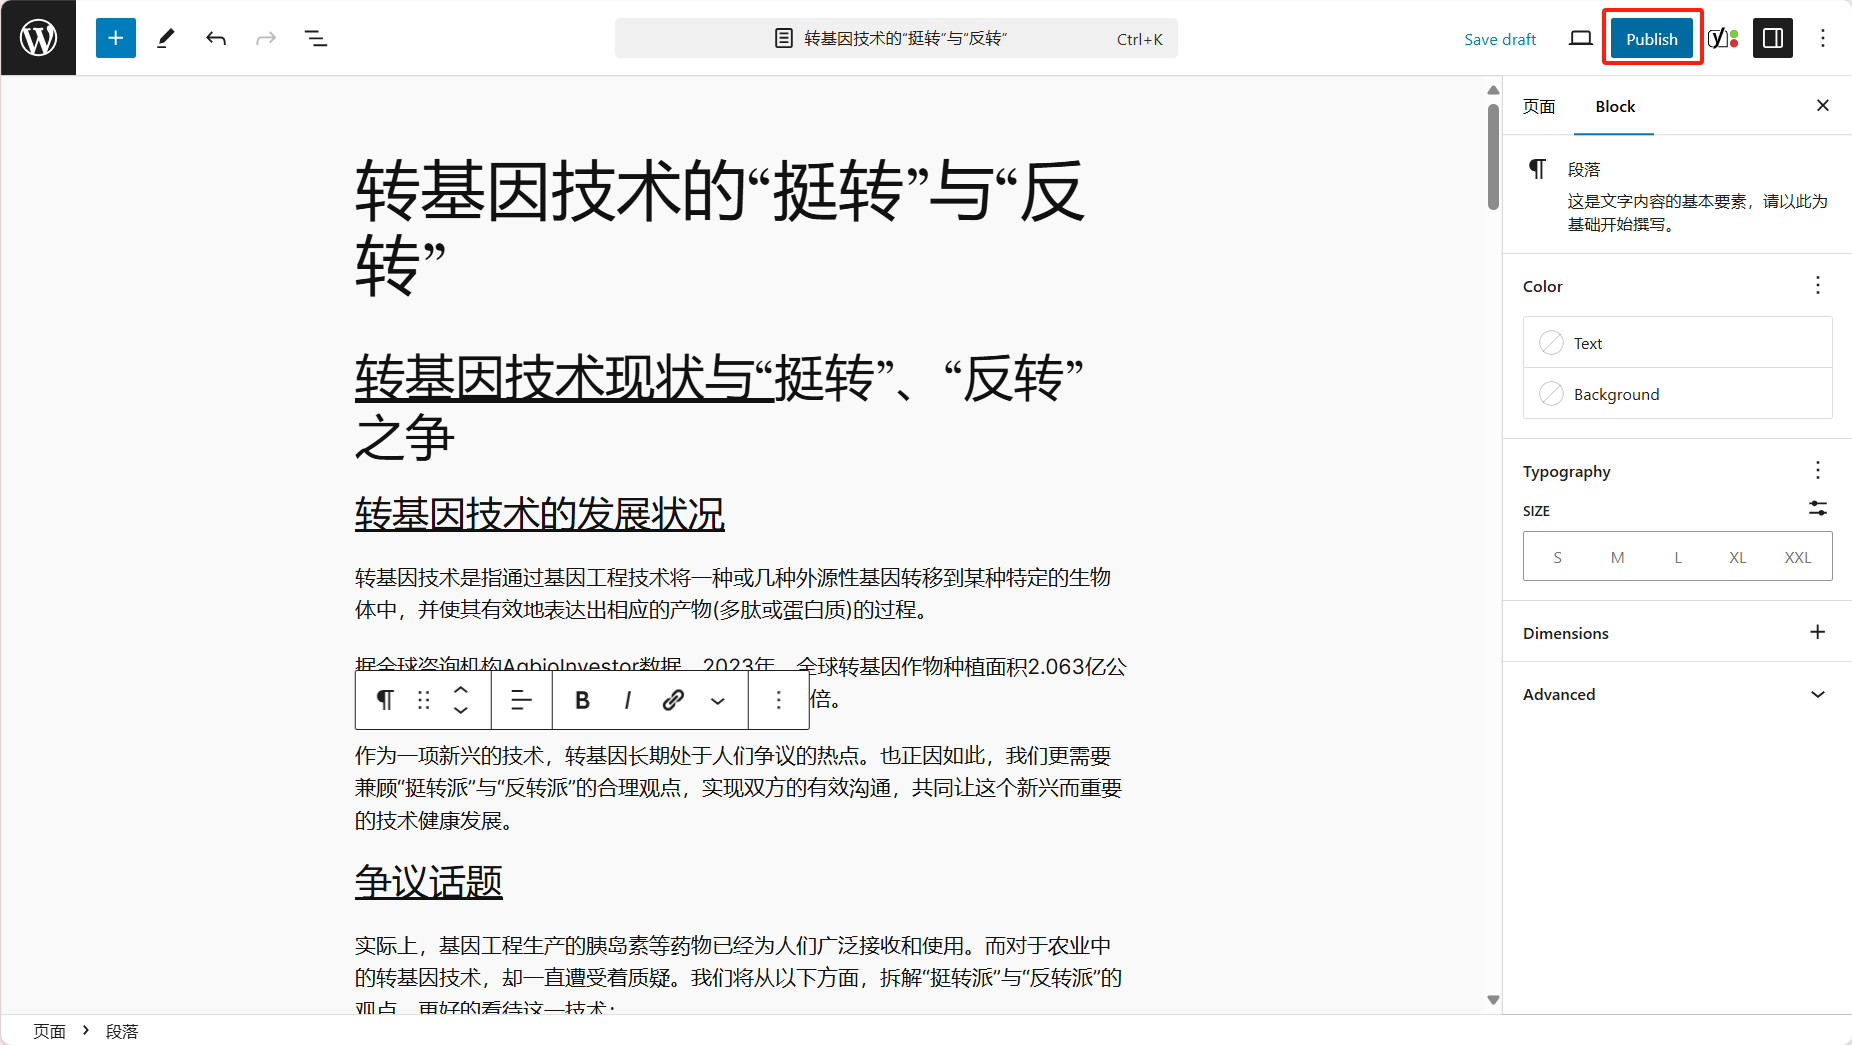 转基因技术的“挺转”与“反转”
Ctrl+K
Save draft
Publish
转基因技术的“挺转”与“反
转”
转基因技术现状与“挺转”、“反转”
之争
转基因技术的发展状况
转基因技术是指通过基因工程技术将一种或几种外源性基因转移到某种特定的生物
体中，并使其有效地表达出相应的产物(多肽或蛋白质)的过程。
据全球咨询机构AgbioInvestor数据，2023年，全球转基因作物种植面积2.063亿公
倍。
作为一项新兴的技术，转基因长期处于人们争议的热点。也正因如此，我们更需要
兼顾“挺转派”与“反转派”的合理观点，实现双方的有效沟通，共同让这个新兴而重要
的技术健康发展。
争议话题
实际上，基因工程生产的胰岛素等药物已经为人们广泛接收和使用。而对于农业中
的转基因技术，却一直遭受着质疑。我们将从以下方面，拆解“挺转派”与“反转派”的
观点，更好的看待这一技术：
页面
Block
段落
这是文字内容的基本要素，请以此为
基础开始撰写。
Color
Text
Background
Typography
SIZE
S M L XL XXL
Dimensions
Advanced
页面 › 段落